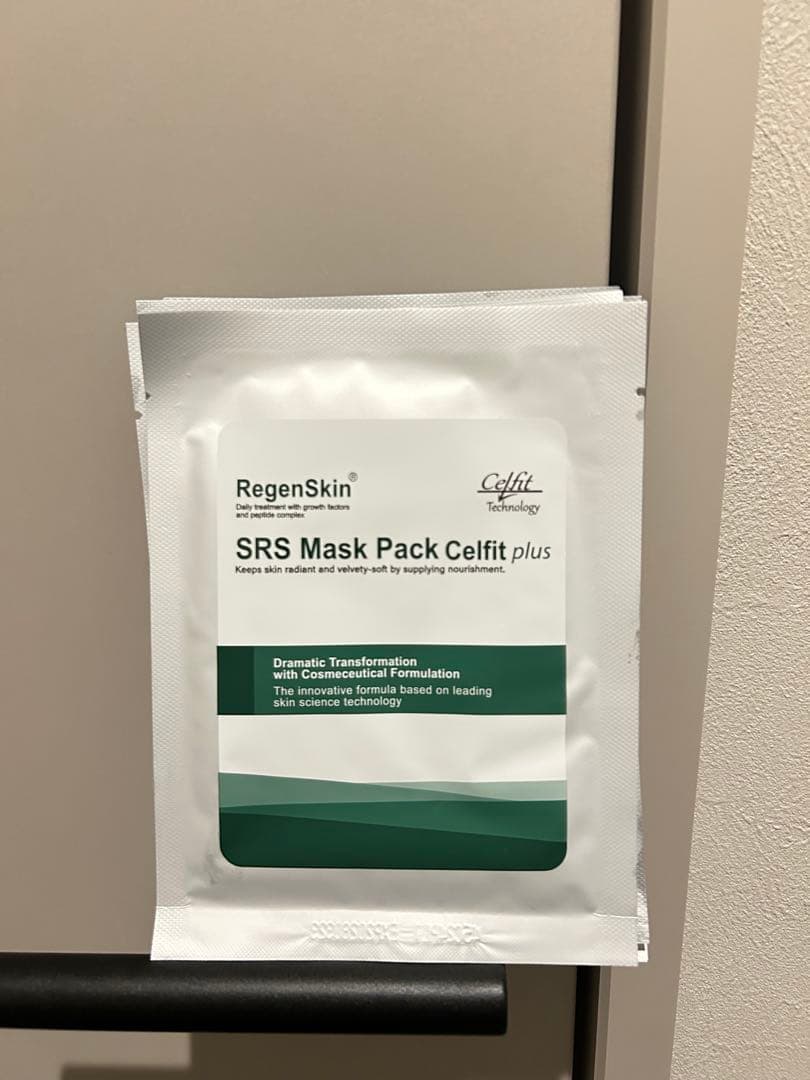 RegenSkin®
Daily treatment with growth factors
and peptide complex
Celfit
Technology
SRS Mask Pack Celfit plus
Keeps skin radiant and velvety-soft by supplying nourishment.
Dramatic Transformation
with Cosmeceutical Formulation
The innovative formula based on leading
skin science technology